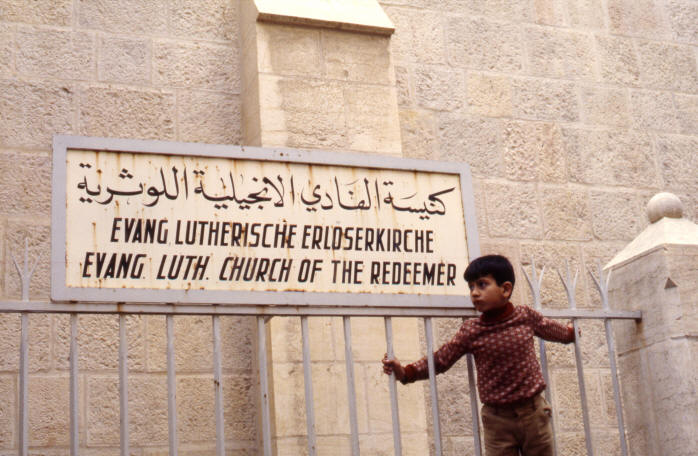 كنيسة الفادي الانجيلية اللوثرية
EVANG. LUTHERISCHE ERLÖSERKIRCHE
EVANG. LUTH. CHURCH OF THE REDEEMER